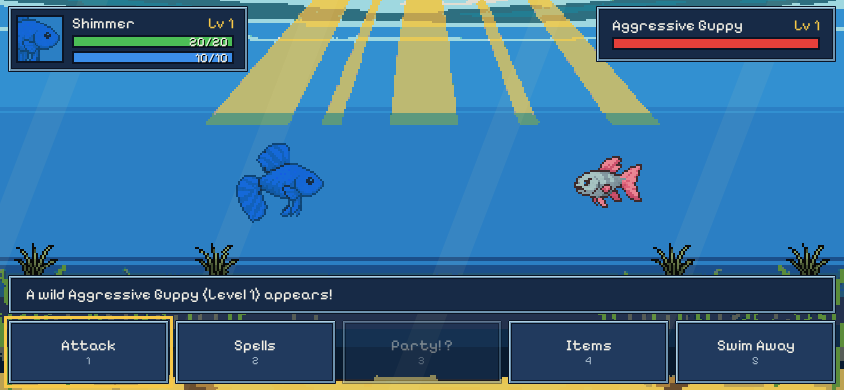 Shimmer Lv 1
20/20
10/10
Aggressive Guppy Lv 1
A wild Aggressive Guppy (Level 1) appears!
Attack
1
Spells
2
Party!?
3
Items
4
Swim Away
S